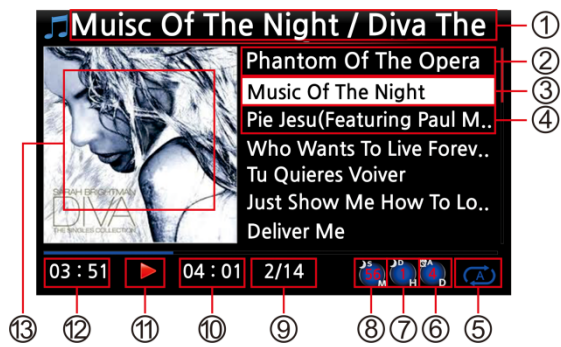 Muisc Of The Night / Diva The
①
Phantom Of The Opera
②
Music Of The Night
③
Pie Jesu(Featuring Paul M..
④
Who Wants To Live Forev..
Tu Quieres Voiver
Just Show Me How To Lo..
Deliver Me
SARAH BRIGHTMAN
DIVA
THE SINGLES COLLECTION
03 : 51
04 : 01
2/14
S 56 M
D 1 H
A 4 D
A
⑬ ⑫ ⑪ ⑩ ⑨ ⑧ ⑦ ⑥ ⑤